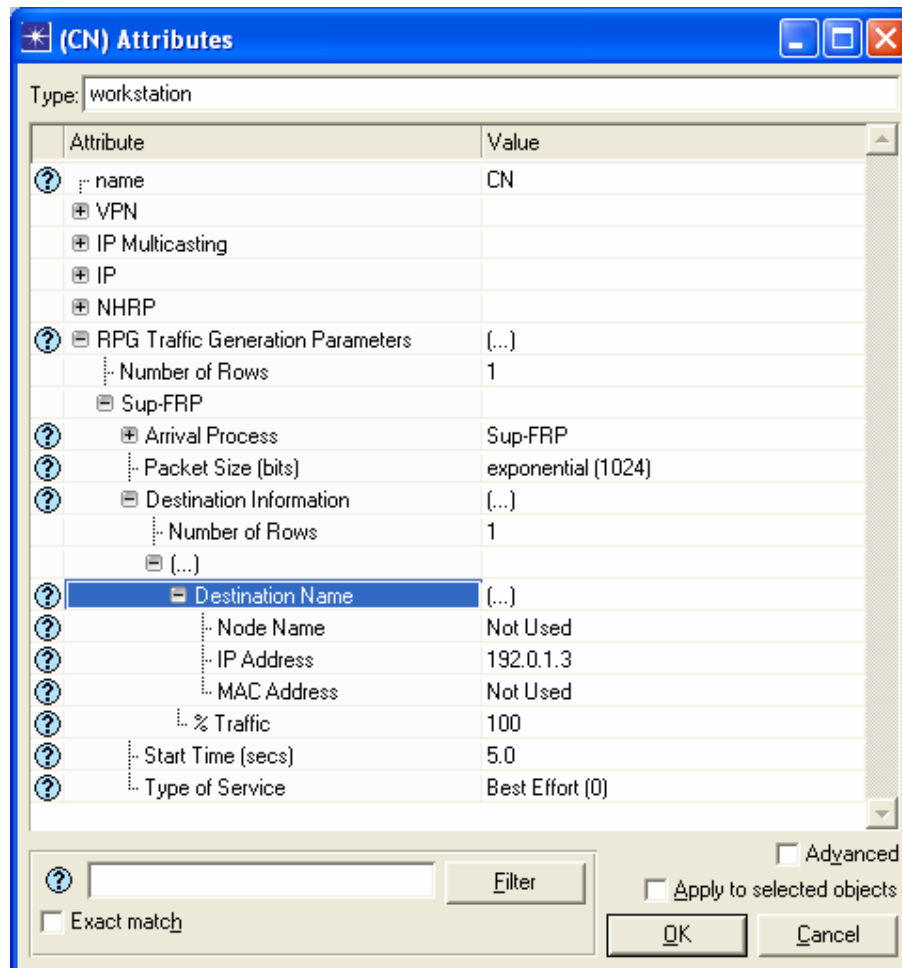 (CN) Attributes
Type: workstation
Attribute Value
name CN
VPN
IP Multicasting
IP
NHRP
RPG Traffic Generation Parameters (...)
Number of Rows 1
Sup-FRP
Arrival Process Sup-FRP
Packet Size (bits) exponential (1024)
Destination Information (...)
Number of Rows 1
(...)
Destination Name (...)
Node Name Not Used
IP Address 192.0.1.3
MAC Address Not Used
% Traffic 100
Start Time (secs) 5.0
Type of Service Best Effort (0)
Advanced
Filter
Apply to selected objects
Exact match
OK Cancel